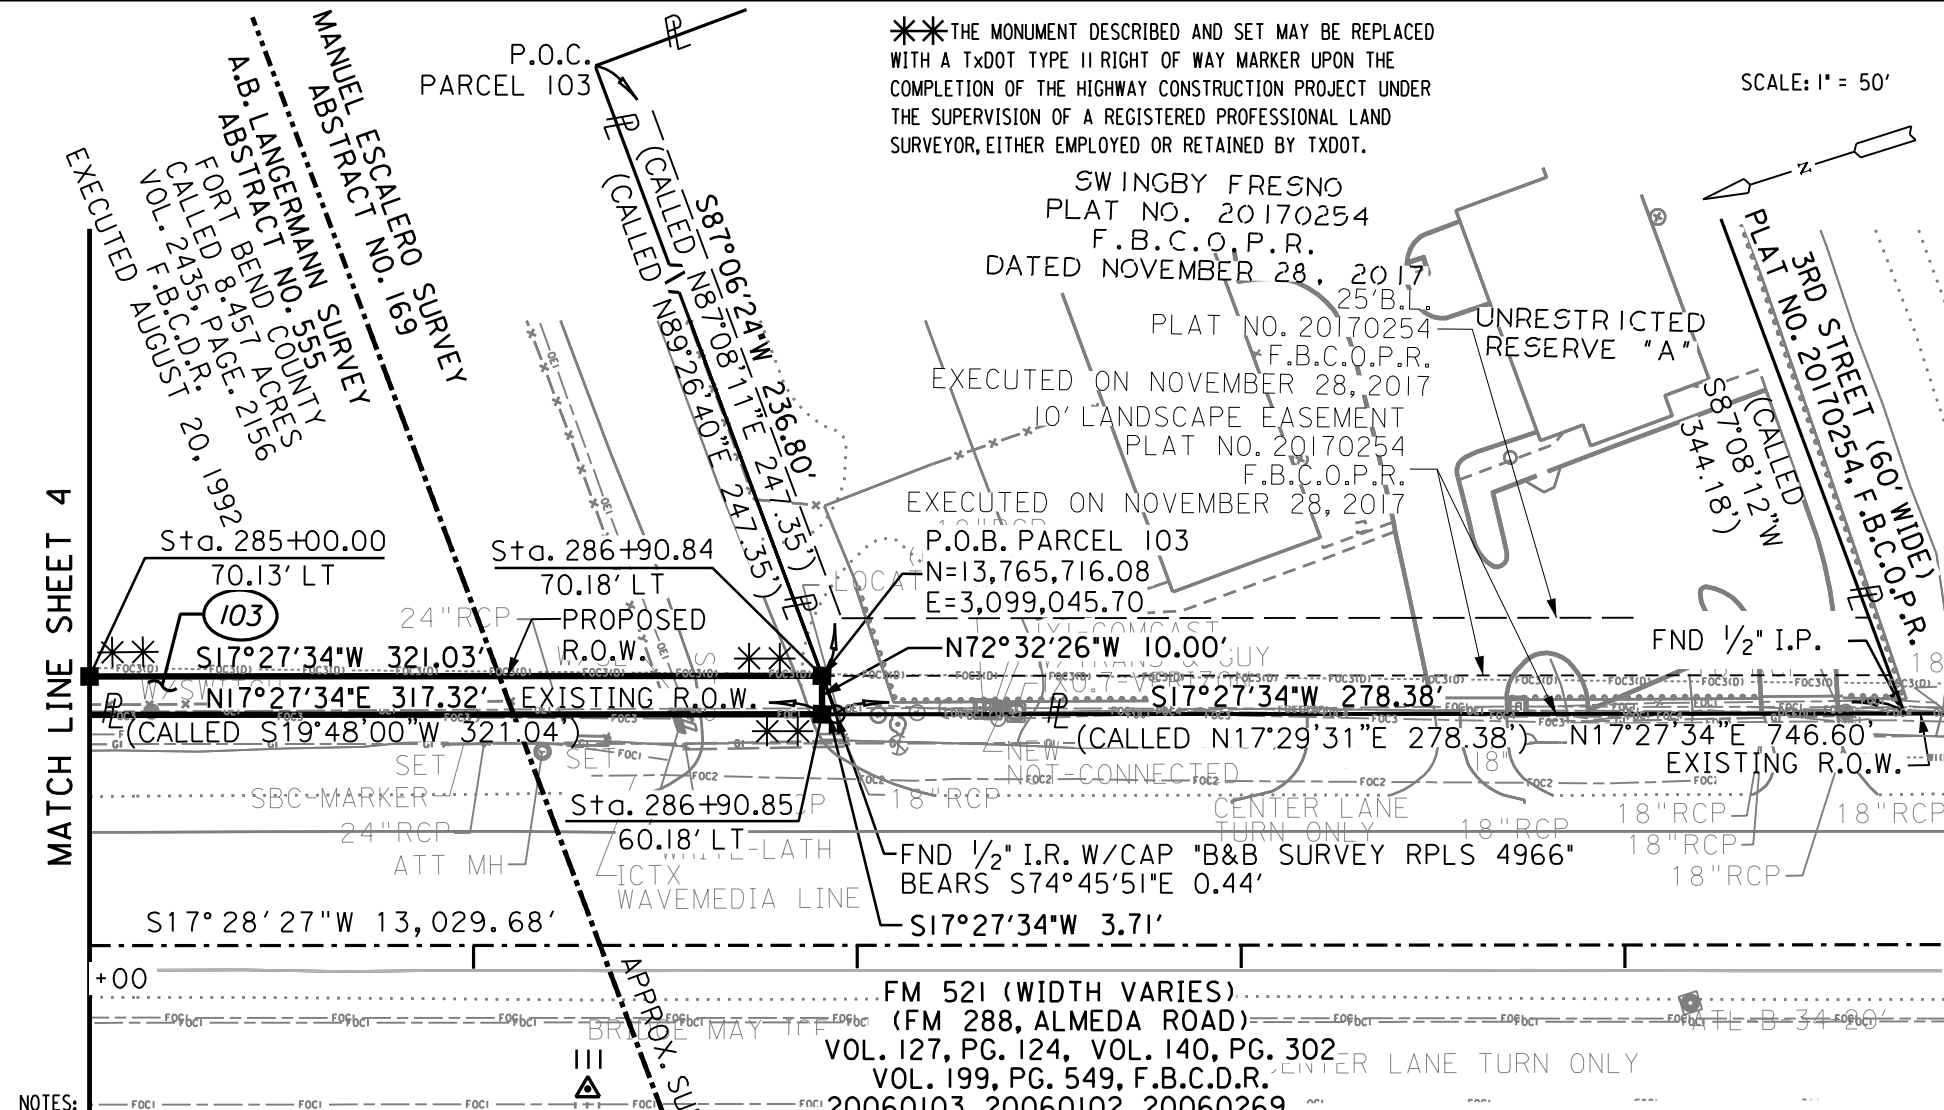 P.O.C.
PARCEL 103
✳✳ THE MONUMENT DESCRIBED AND SET MAY BE REPLACED
WITH A TxDOT TYPE II RIGHT OF WAY MARKER UPON THE
COMPLETION OF THE HIGHWAY CONSTRUCTION PROJECT UNDER
THE SUPERVISION OF A REGISTERED PROFESSIONAL LAND
SURVEYOR, EITHER EMPLOYED OR RETAINED BY TXDOT.
SCALE: 1" = 50'
N
MANUEL ESCALERO SURVEY
ABSTRACT NO. 169
A.B. LANGERMANN SURVEY
ABSTRACT NO. 555
FORT BEND COUNTY
CALLED 8.457 ACRES
VOL. 2435, PAGE. 2156
F.B.C.D.R.
EXECUTED AUGUST 20, 1992
S87°06'24"W 236.80'
(CALLED N87°08'11"E 247.35')
(CALLED N89°26'40"E 247.35')
SWINGBY FRESNO
PLAT NO. 20170254
F.B.C.O.P.R.
DATED NOVEMBER 28, 2017
25'B.L.
PLAT NO. 20170254
F.B.C.O.P.R.
EXECUTED ON NOVEMBER 28, 2017
10' LANDSCAPE EASEMENT
PLAT NO. 20170254
F.B.C.O.P.R.
EXECUTED ON NOVEMBER 28, 2017
UNRESTRICTED
RESERVE "A"
3RD STREET (60' WIDE)
PLAT NO. 20170254, F.B.C.O.P.R.
(CALLED
S87°08'12"W
344.18')
MATCH LINE SHEET 4
Sta. 285+00.00
70.13' LT
103
Sta. 286+90.84
70.18' LT
24"RCP
PROPOSED
R.O.W.
P.O.B. PARCEL 103
N=13,765,716.08
E=3,099,045.70
N72°32'26"W 10.00'
FND 1/2" I.P.
S17°27'34"W 321.03'
N17°27'34"E 317.32'
EXISTING R.O.W.
(CALLED S19°48'00"W 321.04')
S17°27'34"W 278.38'
(CALLED N17°29'31"E 278.38')
N17°27'34"E 746.60'
EXISTING R.O.W.
SET
SET
SBC-MARKER
24"RCP
ATT MH
NEW
NOT-CONNECTED
18"RCP
18"
CENTER LANE
TURN ONLY
18"RCP
18"RCP
18"RCP
18"RCP
18"RCP
Sta. 286+90.85
60.18' LT
ICTX
WAVEMEDIA LINE
FND 1/2" I.R. W/CAP "B&B SURVEY RPLS 4966"
BEARS S74°45'51"E 0.44'
S17°27'34"W 3.71'
S17°28'27"W 13,029.68'
+00
FM 521 (WIDTH VARIES)
(FM 288, ALMEDA ROAD)
VOL. 127, PG. 124, VOL. 140, PG. 302
VOL. 199, PG. 549, F.B.C.D.R.
20060103, 20060102, 20060269
BRIDGE MAY ICE
LANE TURN ONLY
APPROX.
111
NOTES: